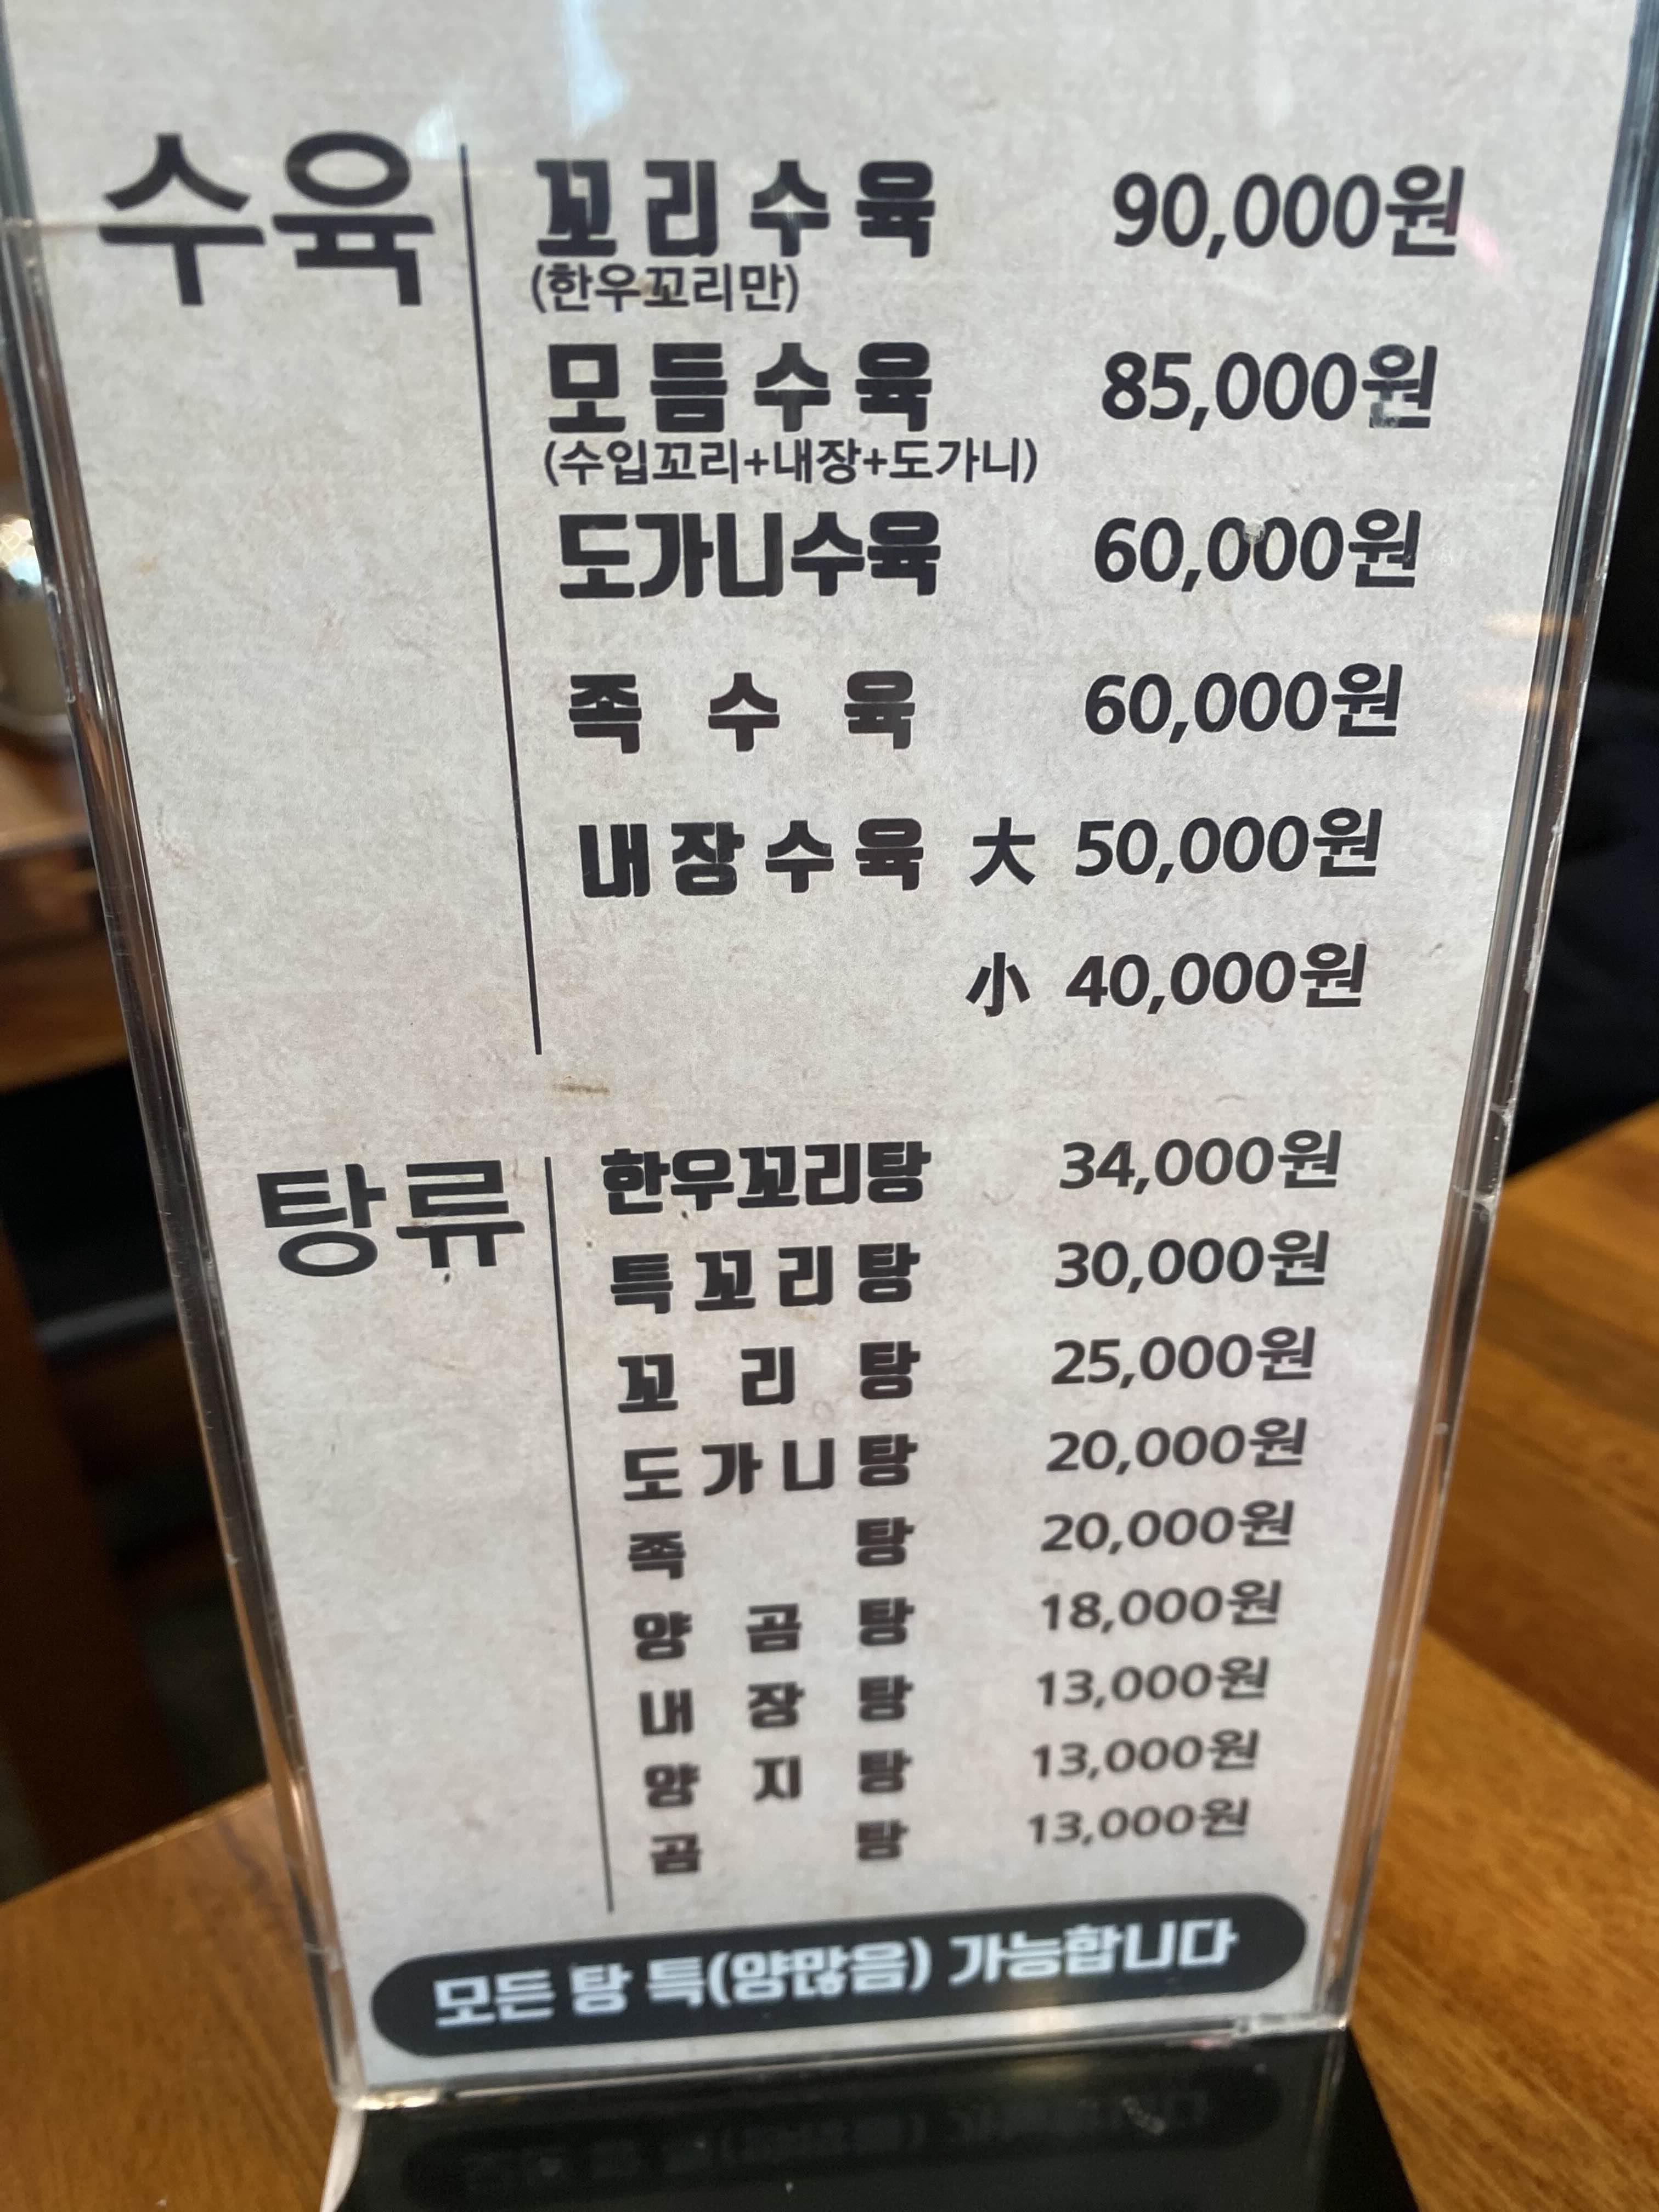 수육
꼬리수육 90,000원
(한우꼬리만)
모듬수육 85,000원
(수입꼬리+내장+도가니)
도가니수육 60,000원
족수육 60,000원
내장수육 大 50,000원
小 40,000원
탕류
한우꼬리탕 34,000원
특꼬리탕 30,000원
꼬리탕 25,000원
도가니탕 20,000원
족탕 20,000원
양곰탕 18,000원
내장탕 13,000원
양지탕 13,000원
곰탕 13,000원
모든 탕 특(양많음) 가능합니다